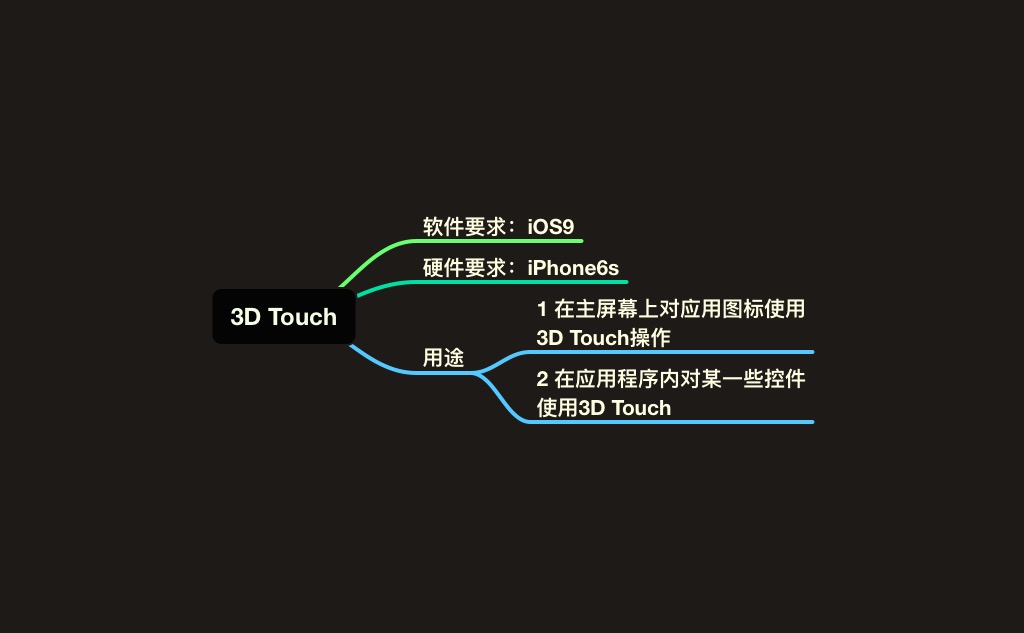 3D Touch
软件要求：iOS9
硬件要求：iPhone6s
用途
1 在主屏幕上对应用图标使用
3D Touch操作
2 在应用程序内对某一些控件
使用3D Touch